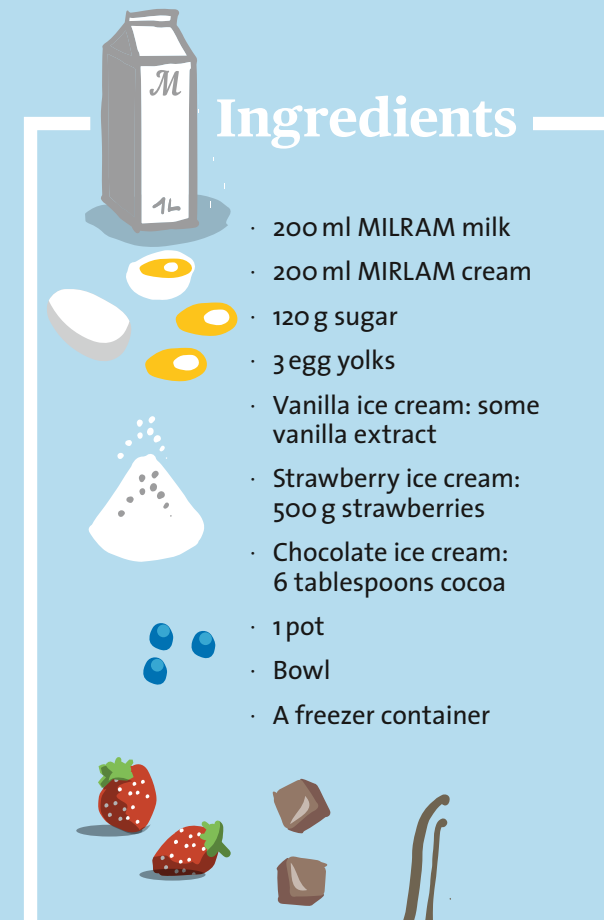 M
Ingredients
1L
· 200 ml MILRAM milk
· 200 ml MIRLAM cream
· 120 g sugar
· 3 egg yolks
· Vanilla ice cream: some
vanilla extract
· Strawberry ice cream:
500 g strawberries
· Chocolate ice cream:
6 tablespoons cocoa
· 1 pot
· Bowl
· A freezer container